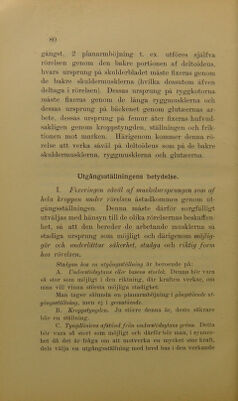 80
gångst. 2 planarmböjning t. ex. utföres själfva
rörelsen genom den bakre portionen af deltoideus,
hvars ursprung på skulderbladet måste fixeras genom
de bakre skuldermusklerna (hvilka dessutom äfven
deltaga i rörelsen). Dessas ursprung på ryggkotorna
måste fixeras genom de långa ryggmusklerna och
dessas ursprung på bäckenet genom glutæernas ar-
bete, dessas ursprung på femur åter fixeras hufvud-
sakligen genom kroppstyngden, ställningen och frik-
tionen mot marken. Härigenom kommer denna rö-
relse att verka såväl på deltoideus som på de bakre
skuldermusklerna, ryggmusklerna och glutæerna.
Utgångsställningens betydelse.
I. Fixeringen såväl af muskelursprungen som af
hela kroppen under rörelsen åstadkommes genom ut-
gångsställningen. Denna måste därför sorgfälligt
utväljas med hänsyn till de olika rörelsernas beskaffen-
het, så att den bereder de arbetande musklerna så
stadiga ursprung som möjligt och därigenom möjlig-
gör och underlättar säkerhet, stadga och riktig form
hos rörelsen.
Stadgan hos en utgångsställning är beroende på:
A. Understödsytans eller basens storlek. Denna bör vara
så stor som möjligt i den riktning, där kraften verkar, om
man vill vinna största möjliga stadighet.
Man tager sålunda en planarmböjning i gångstående ut-
gångsställning, men ej i grenstående.
B. Kroppstyngden. Ju större denna är, desto säkrare
blir en ställning.
C. Tyngdliniens afstånd från understödsytans gräns. Detta
bör vara så stort som möjligt och därför bör man, i synner-
het då det är fråga om att motverka en mycket stor kraft,
dels välja en utgångsställning med bred bas i den verkande